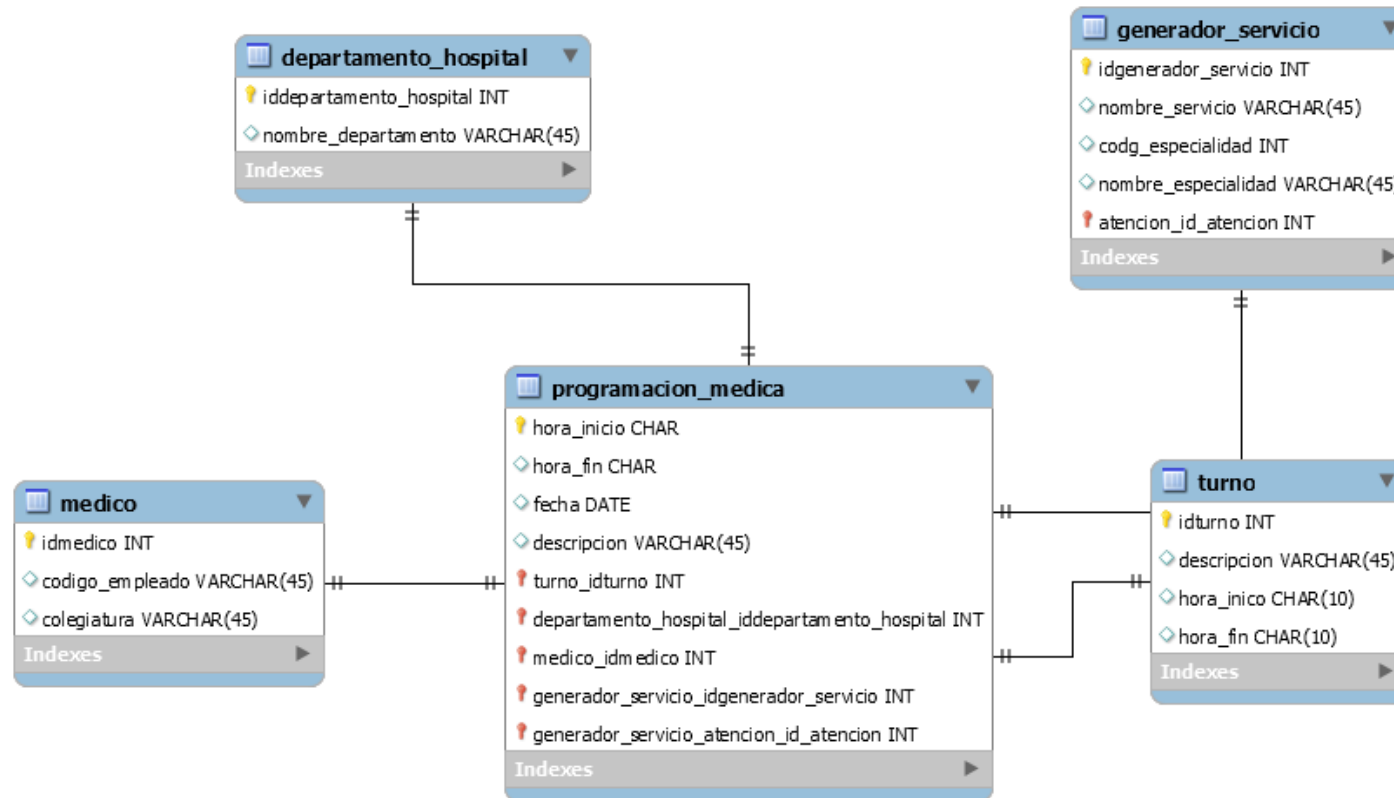 departamento_hospital
iddepartamento_hospital INT
nombre_departamento VARCHAR(45)
Indexes
generador_servicio
idgenerador_servicio INT
nombre_servicio VARCHAR(45)
codg_especialidad INT
nombre_especialidad VARCHAR(45)
atencion_id_atencion INT
Indexes
programacion_medica
hora_inicio CHAR
hora_fin CHAR
fecha DATE
descripcion VARCHAR(45)
turno_idturno INT
departamento_hospital_iddepartamento_hospital INT
medico_idmedico INT
generador_servicio_idgenerador_servicio INT
generador_servicio_atencion_id_atencion INT
Indexes
medico
idmedico INT
codigo_empleado VARCHAR(45)
colegiatura VARCHAR(45)
Indexes
turno
idturno INT
descripcion VARCHAR(45)
hora_inico CHAR(10)
hora_fin CHAR(10)
Indexes